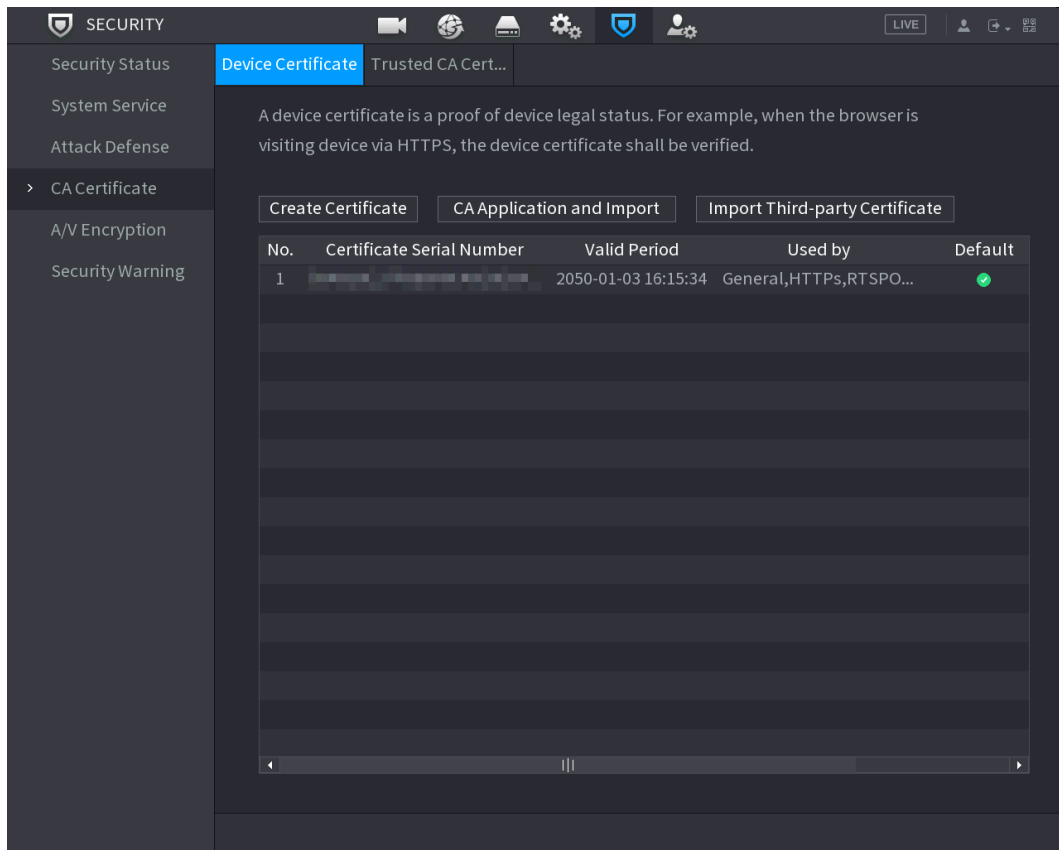 SECURITY
LIVE
Security Status
System Service
Attack Defense
CA Certificate
A/V Encryption
Security Warning
Device Certificate Trusted CA Cert...
A device certificate is a proof of device legal status. For example, when the browser is
visiting device via HTTPS, the device certificate shall be verified.
Create Certificate CA Application and Import Import Third-party Certificate
No. Certificate Serial Number Valid Period Used by Default
1 2050-01-03 16:15:34 General,HTTPs,RTSPO...